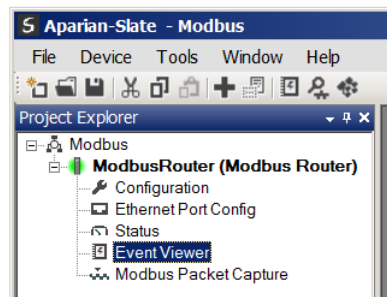 Aparian-Slate - Modbus
File Device Tools Window Help
Project Explorer
Modbus
ModbusRouter (Modbus Router)
Configuration
Ethernet Port Config
Status
Event Viewer
Modbus Packet Capture